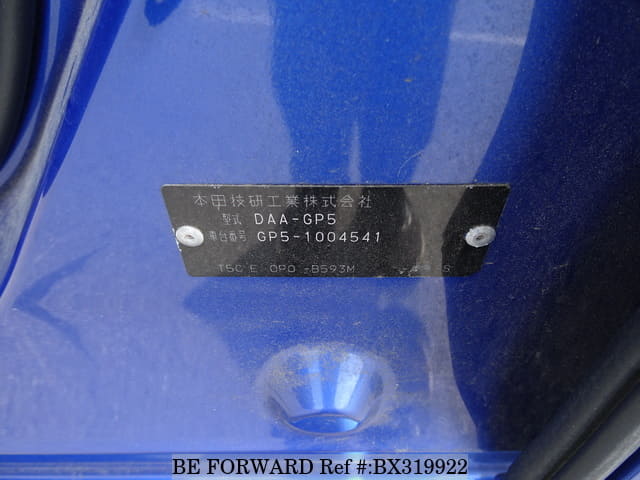 本田技研工業株式会社
型式 DAA-GP5
車台番号 GP5-1004541
B593M
BE FORWARD Ref #:BX319922